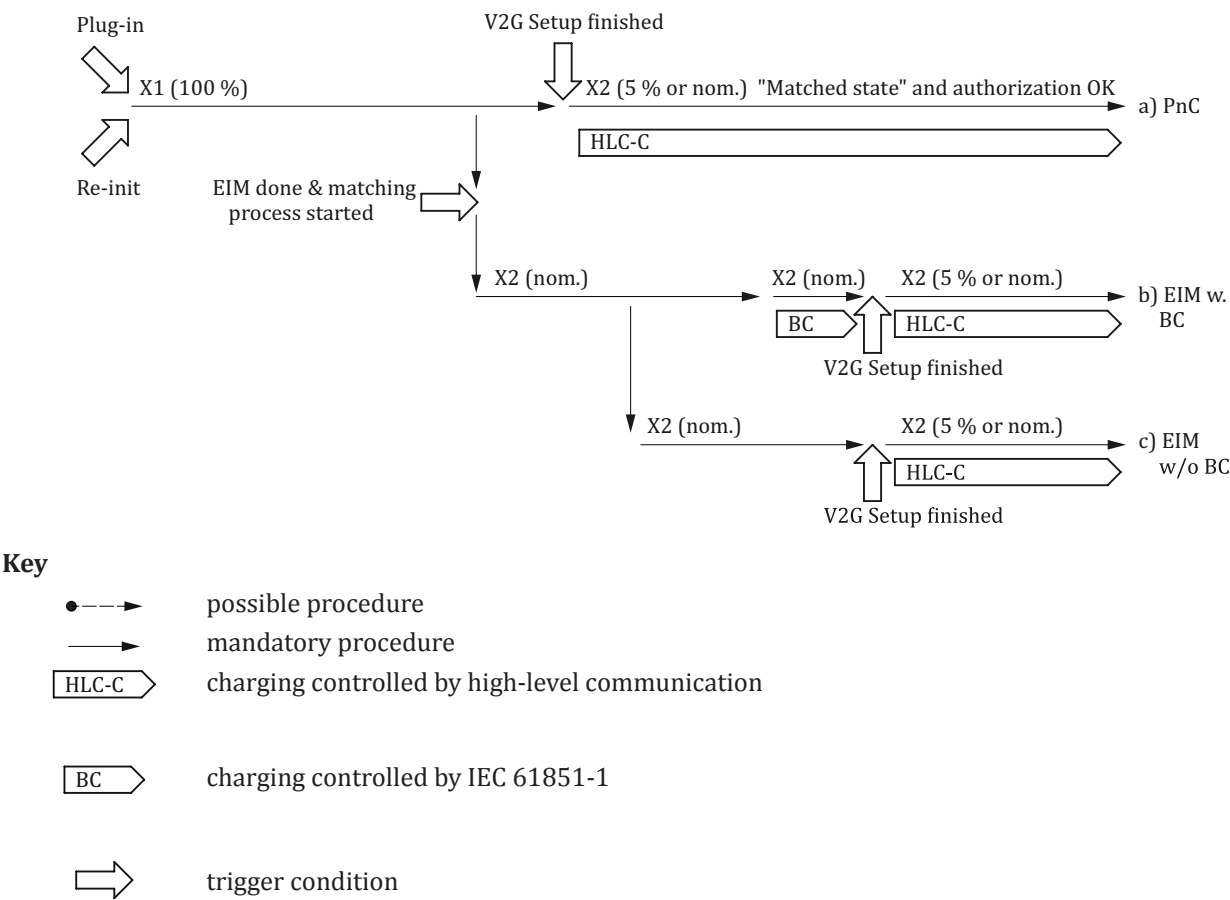 Plug-in
V2G Setup finished
X1 (100 %)
X2 (5 % or nom.) "Matched state" and authorization OK
a) PnC
HLC-C
Re-init
EIM done & matching
process started
X2 (nom.)
X2 (nom.)
X2 (5 % or nom.)
b) EIM w.
BC
BC
HLC-C
V2G Setup finished
X2 (nom.)
X2 (5 % or nom.)
c) EIM
w/o BC
HLC-C
V2G Setup finished
Key
possible procedure
mandatory procedure
HLC-C
charging controlled by high-level communication
BC
charging controlled by IEC 61851-1
trigger condition